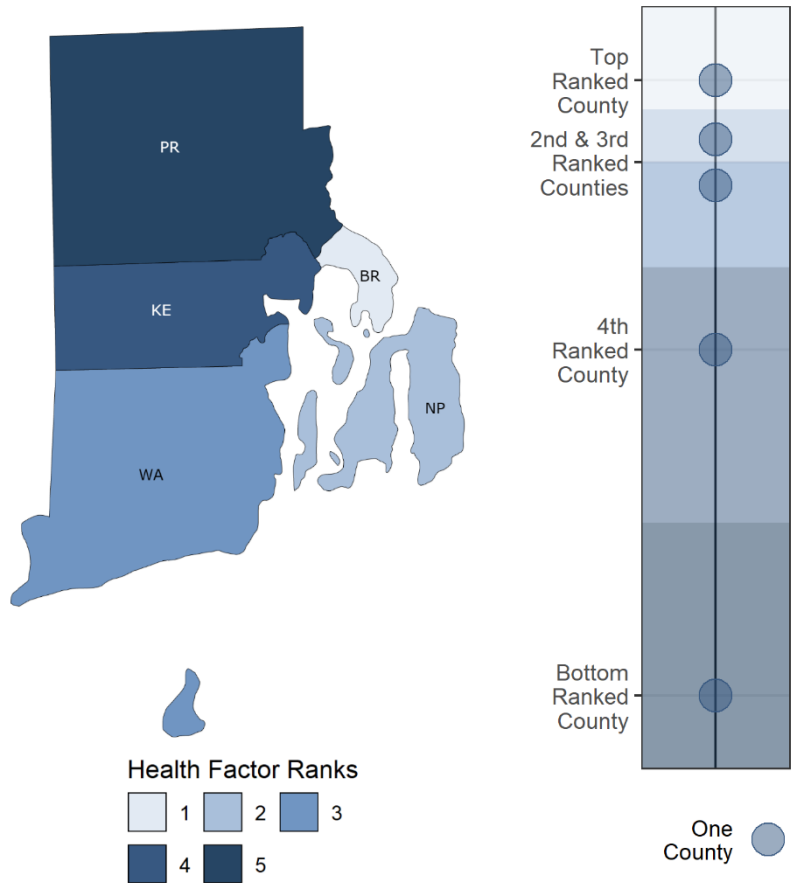 PR
BR
KE
NP
WA
Health Factor Ranks
1 2 3
4 5
Top
Ranked
County
2nd & 3rd
Ranked
Counties
4th
Ranked
County
Bottom
Ranked
County
One
County